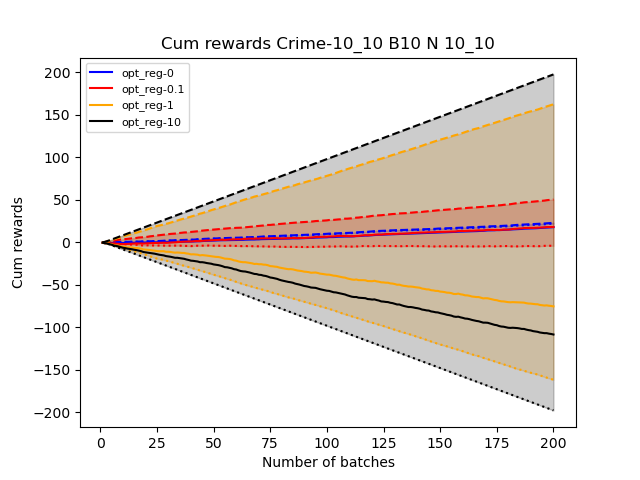 Cum rewards Crime-10_10 B10 N 10_10
opt_reg-0
opt_reg-0.1
opt_reg-1
opt_reg-10
200
150
100
50
0
−50
−100
−150
−200
Cum rewards
0 25 50 75 100 125 150 175 200
Number of batches